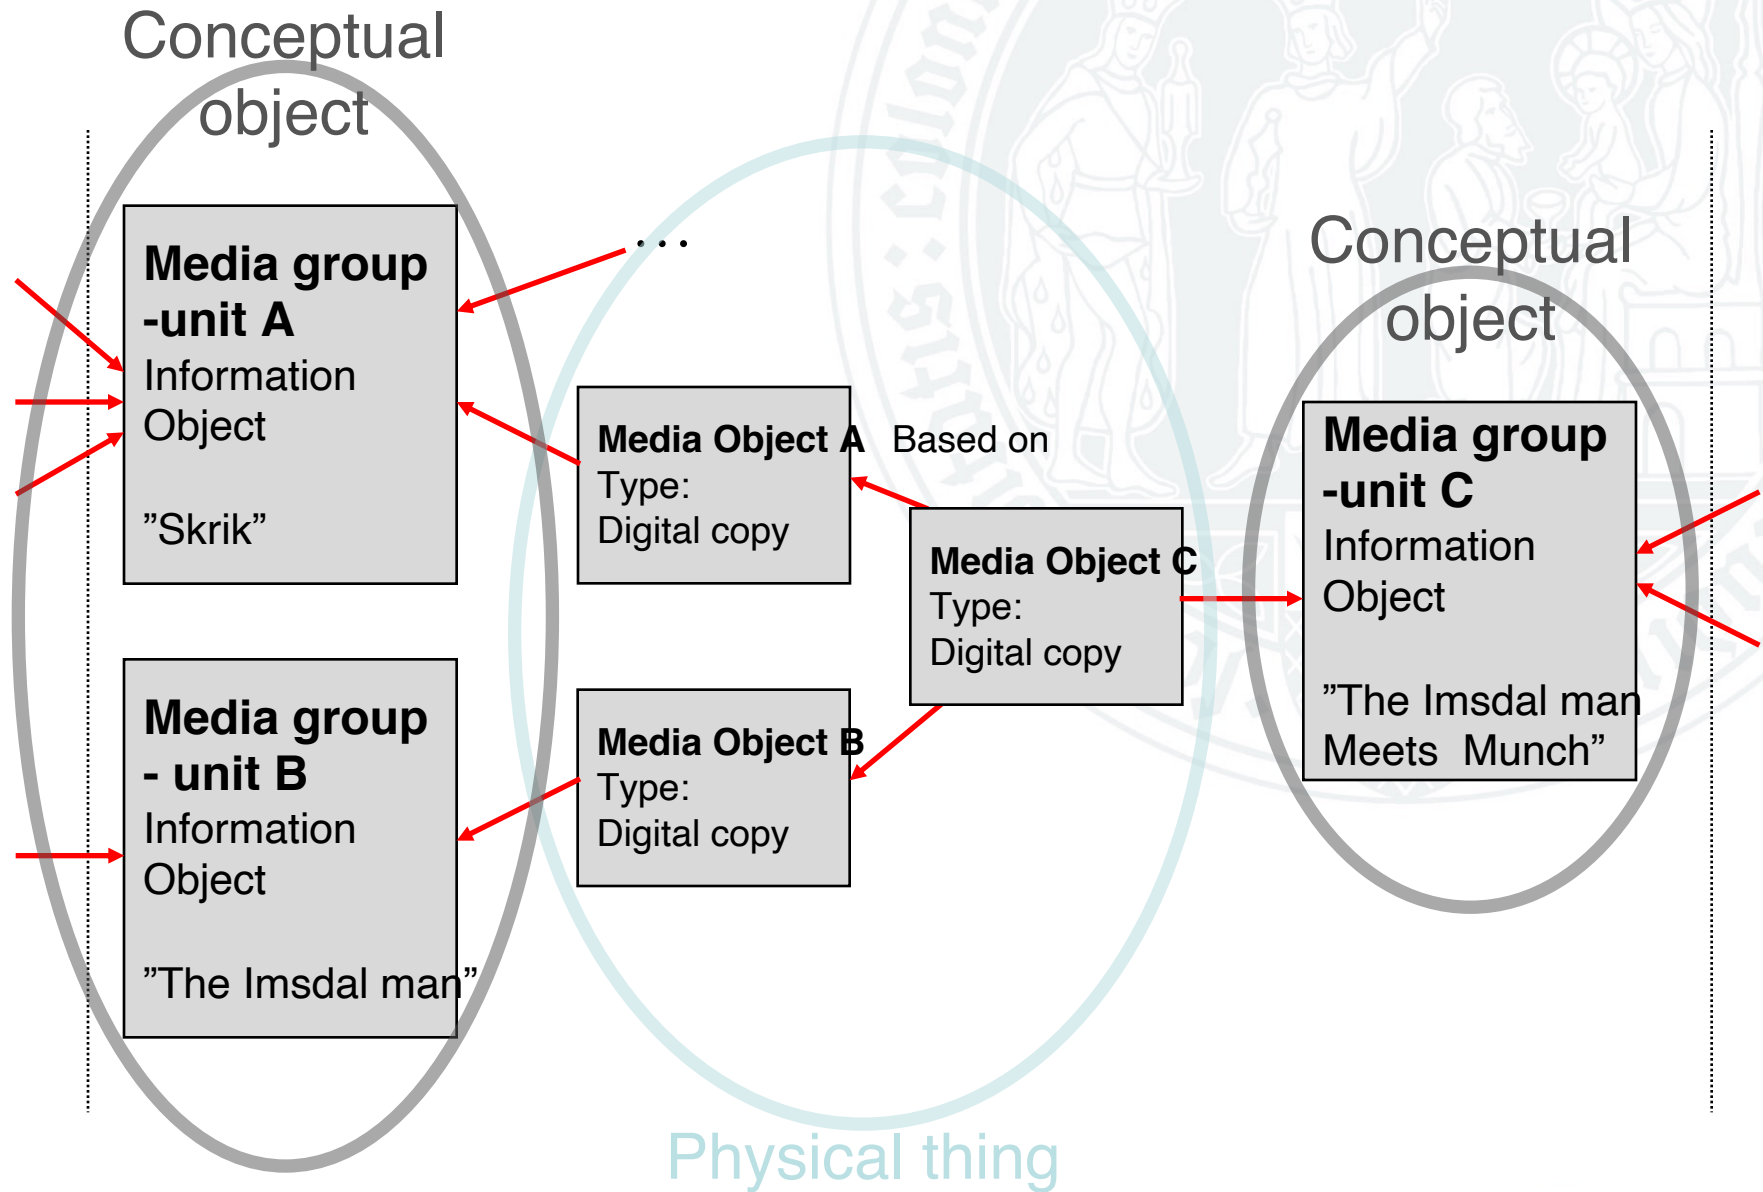 Conceptual
object
Media group
-unit A
Information
Object
”Skrik”
Media group
- unit B
Information
Object
”The Imsdal man”
. . .
Media Object A
Type:
Digital copy
Based on
Media Object B
Type:
Digital copy
Media Object C
Type:
Digital copy
Physical thing
Conceptual
object
Media group
-unit C
Information
Object
”The Imsdal man
Meets Munch”